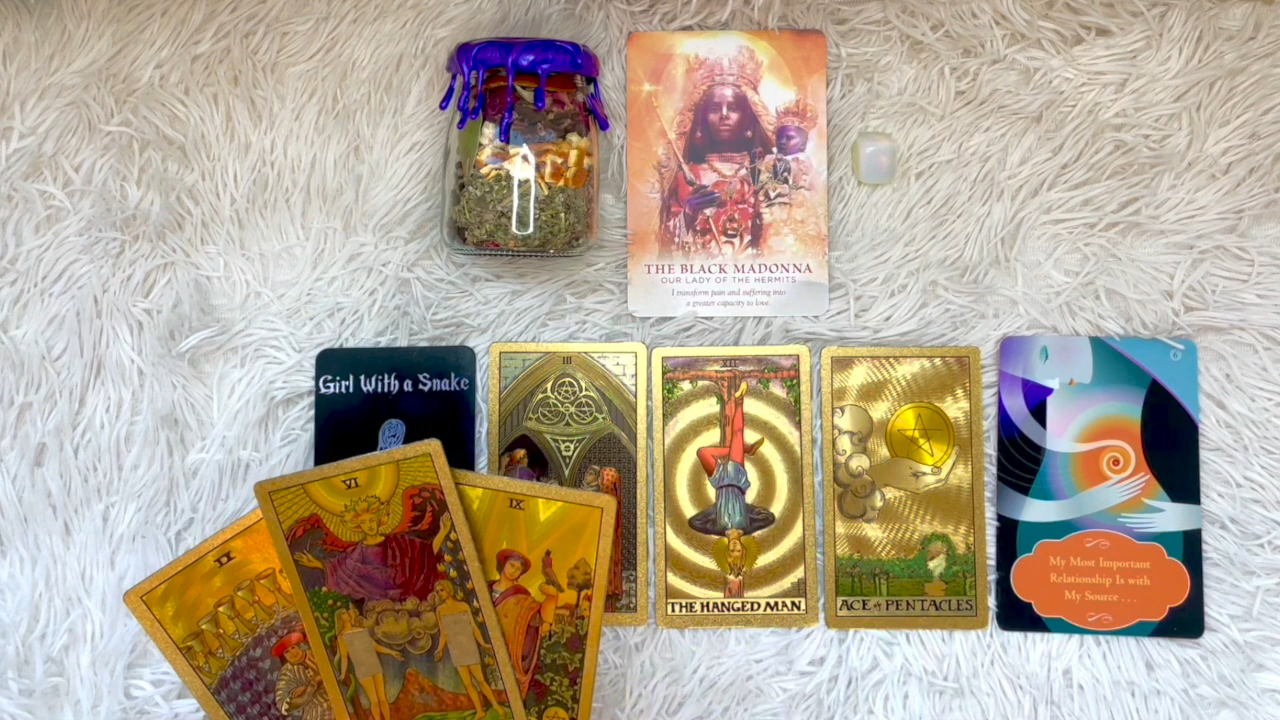 THE BLACK MADONNA
OUR LADY OF THE HERMITS
I transform pain and suffering into
a greater capacity to love.
Girl With a Snake
III
XII
THE HANGED MAN.
ACE of PENTACLES
6
My Most Important
Relationship Is with
My Source . . .
VI
IX